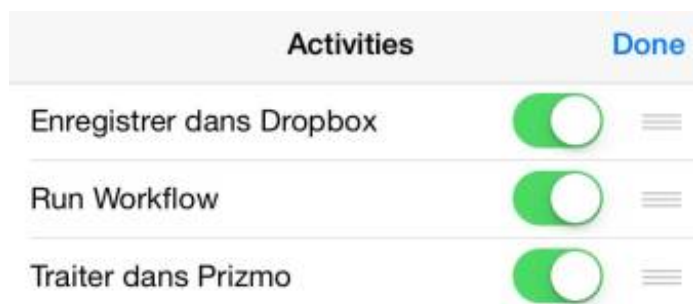 Activities Done
Enregistrer dans Dropbox
Run Workflow
Traiter dans Prizmo